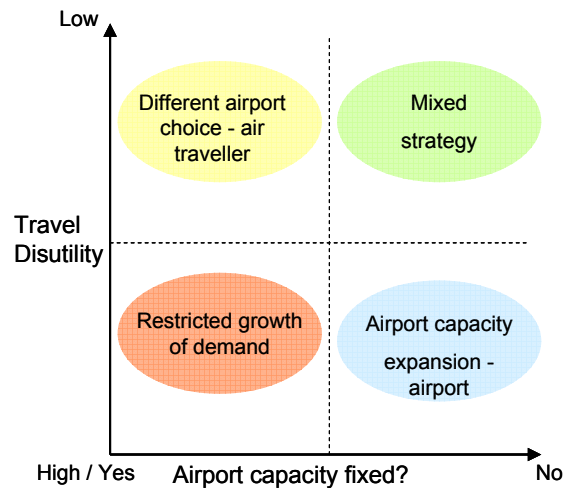 Low
Different airport
choice - air
traveller
Mixed
strategy
Travel
Disutility
Restricted growth
of demand
Airport capacity
expansion -
airport
High / Yes
Airport capacity fixed?
No